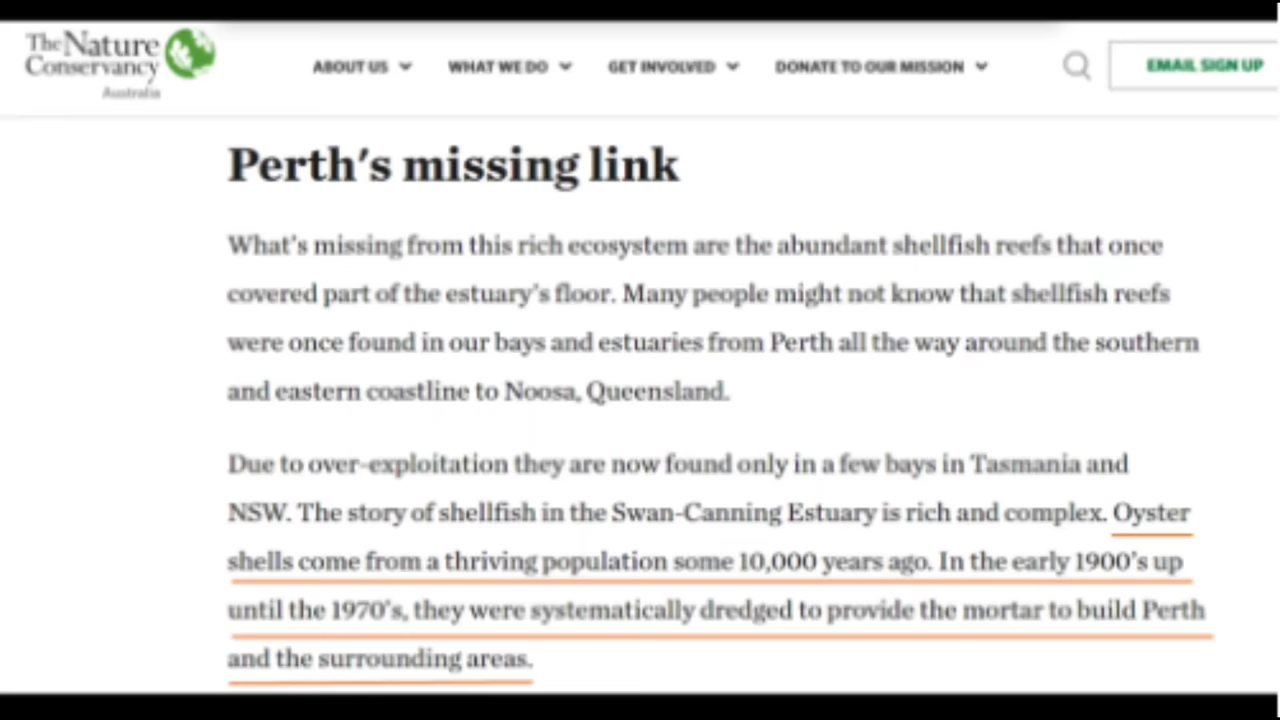 The Nature
Conservancy
Australia
ABOUT US WHAT WE DO GET INVOLVED DONATE TO OUR MISSION EMAIL SIGN UP
Perth's missing link
What's missing from this rich ecosystem are the abundant shellfish reefs that once
covered part of the estuary's floor. Many people might not know that shellfish reefs
were once found in our bays and estuaries from Perth all the way around the southern
and eastern coastline to Noosa, Queensland.
Due to over-exploitation they are now found only in a few bays in Tasmania and
NSW. The story of shellfish in the Swan-Canning Estuary is rich and complex. Oyster
shells come from a thriving population some 10,000 years ago. In the early 1900's up
until the 1970's, they were systematically dredged to provide the mortar to build Perth
and the surrounding areas.